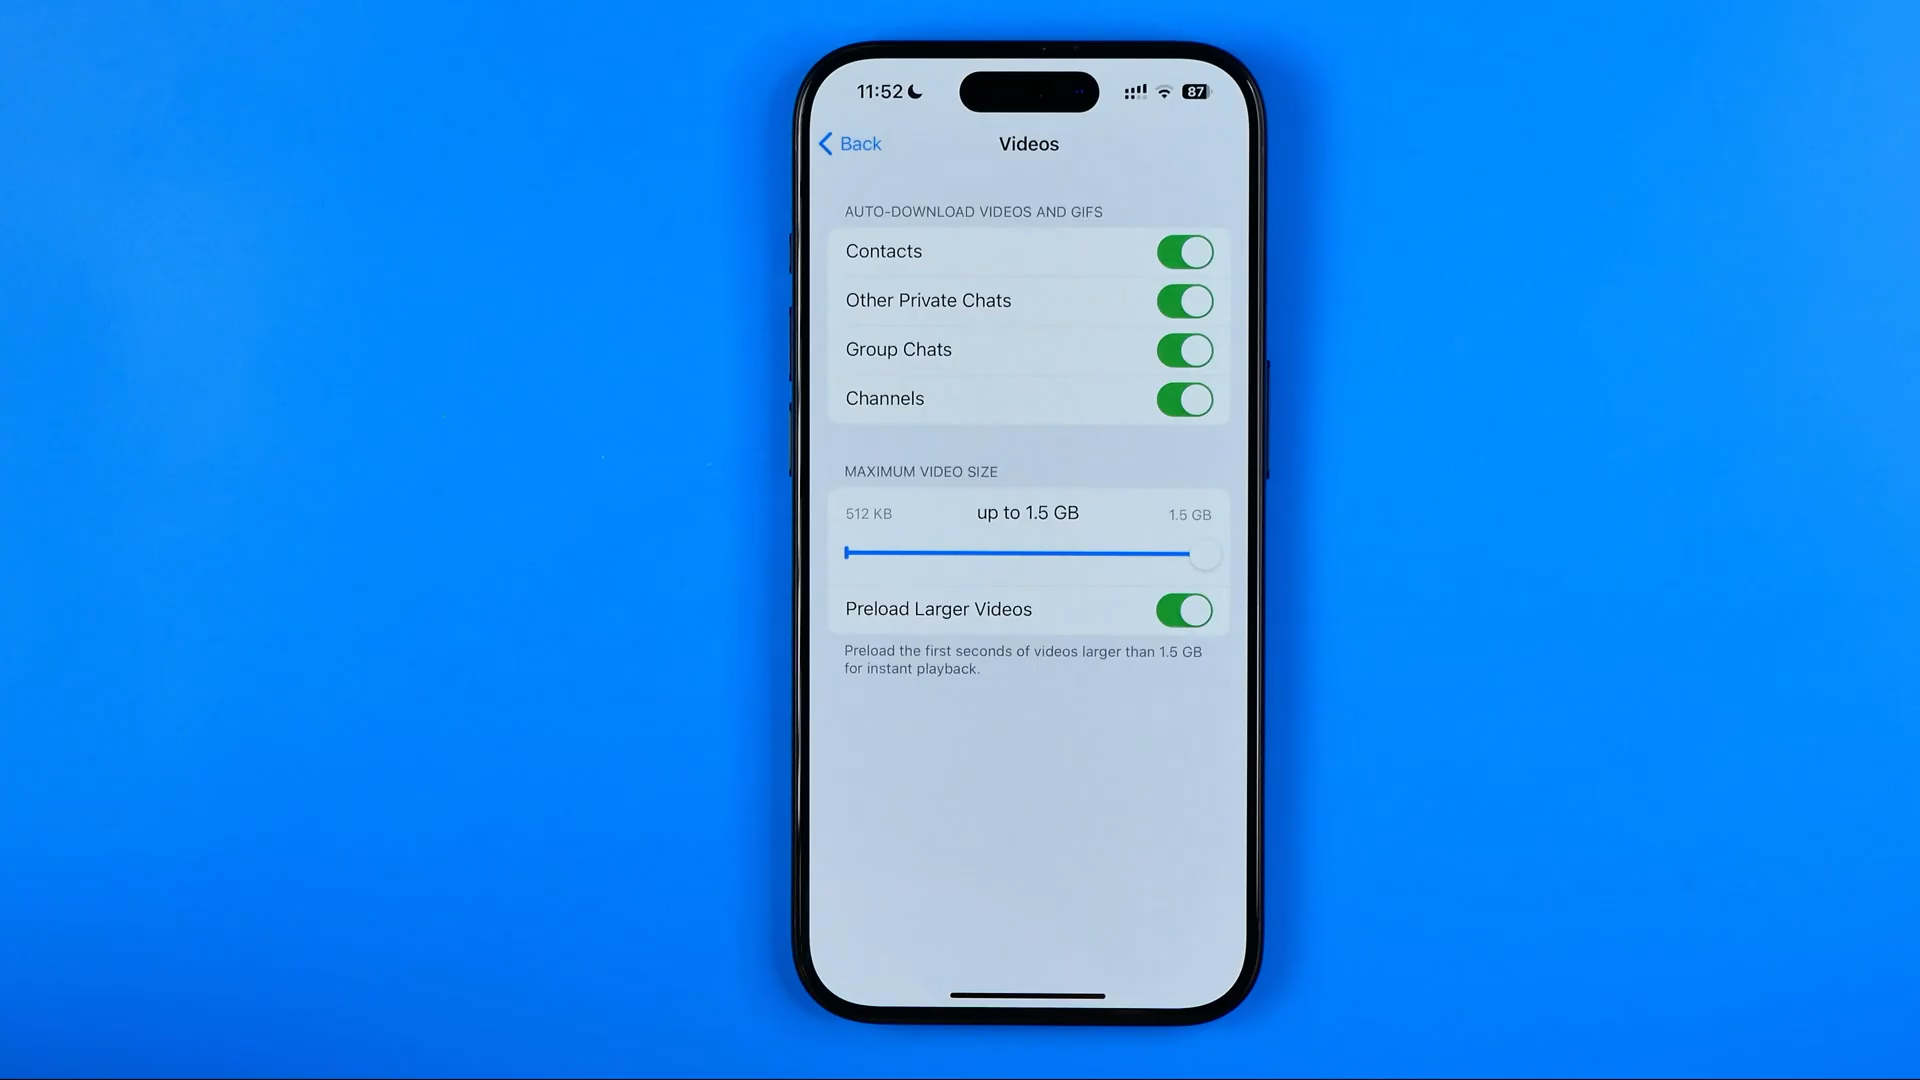 11:52
87
Back
Videos
AUTO-DOWNLOAD VIDEOS AND GIFS
Contacts
Other Private Chats
Group Chats
Channels
MAXIMUM VIDEO SIZE
512 KB up to 1.5 GB 1.5 GB
Preload Larger Videos
Preload the first seconds of videos larger than 1.5 GB
for instant playback.